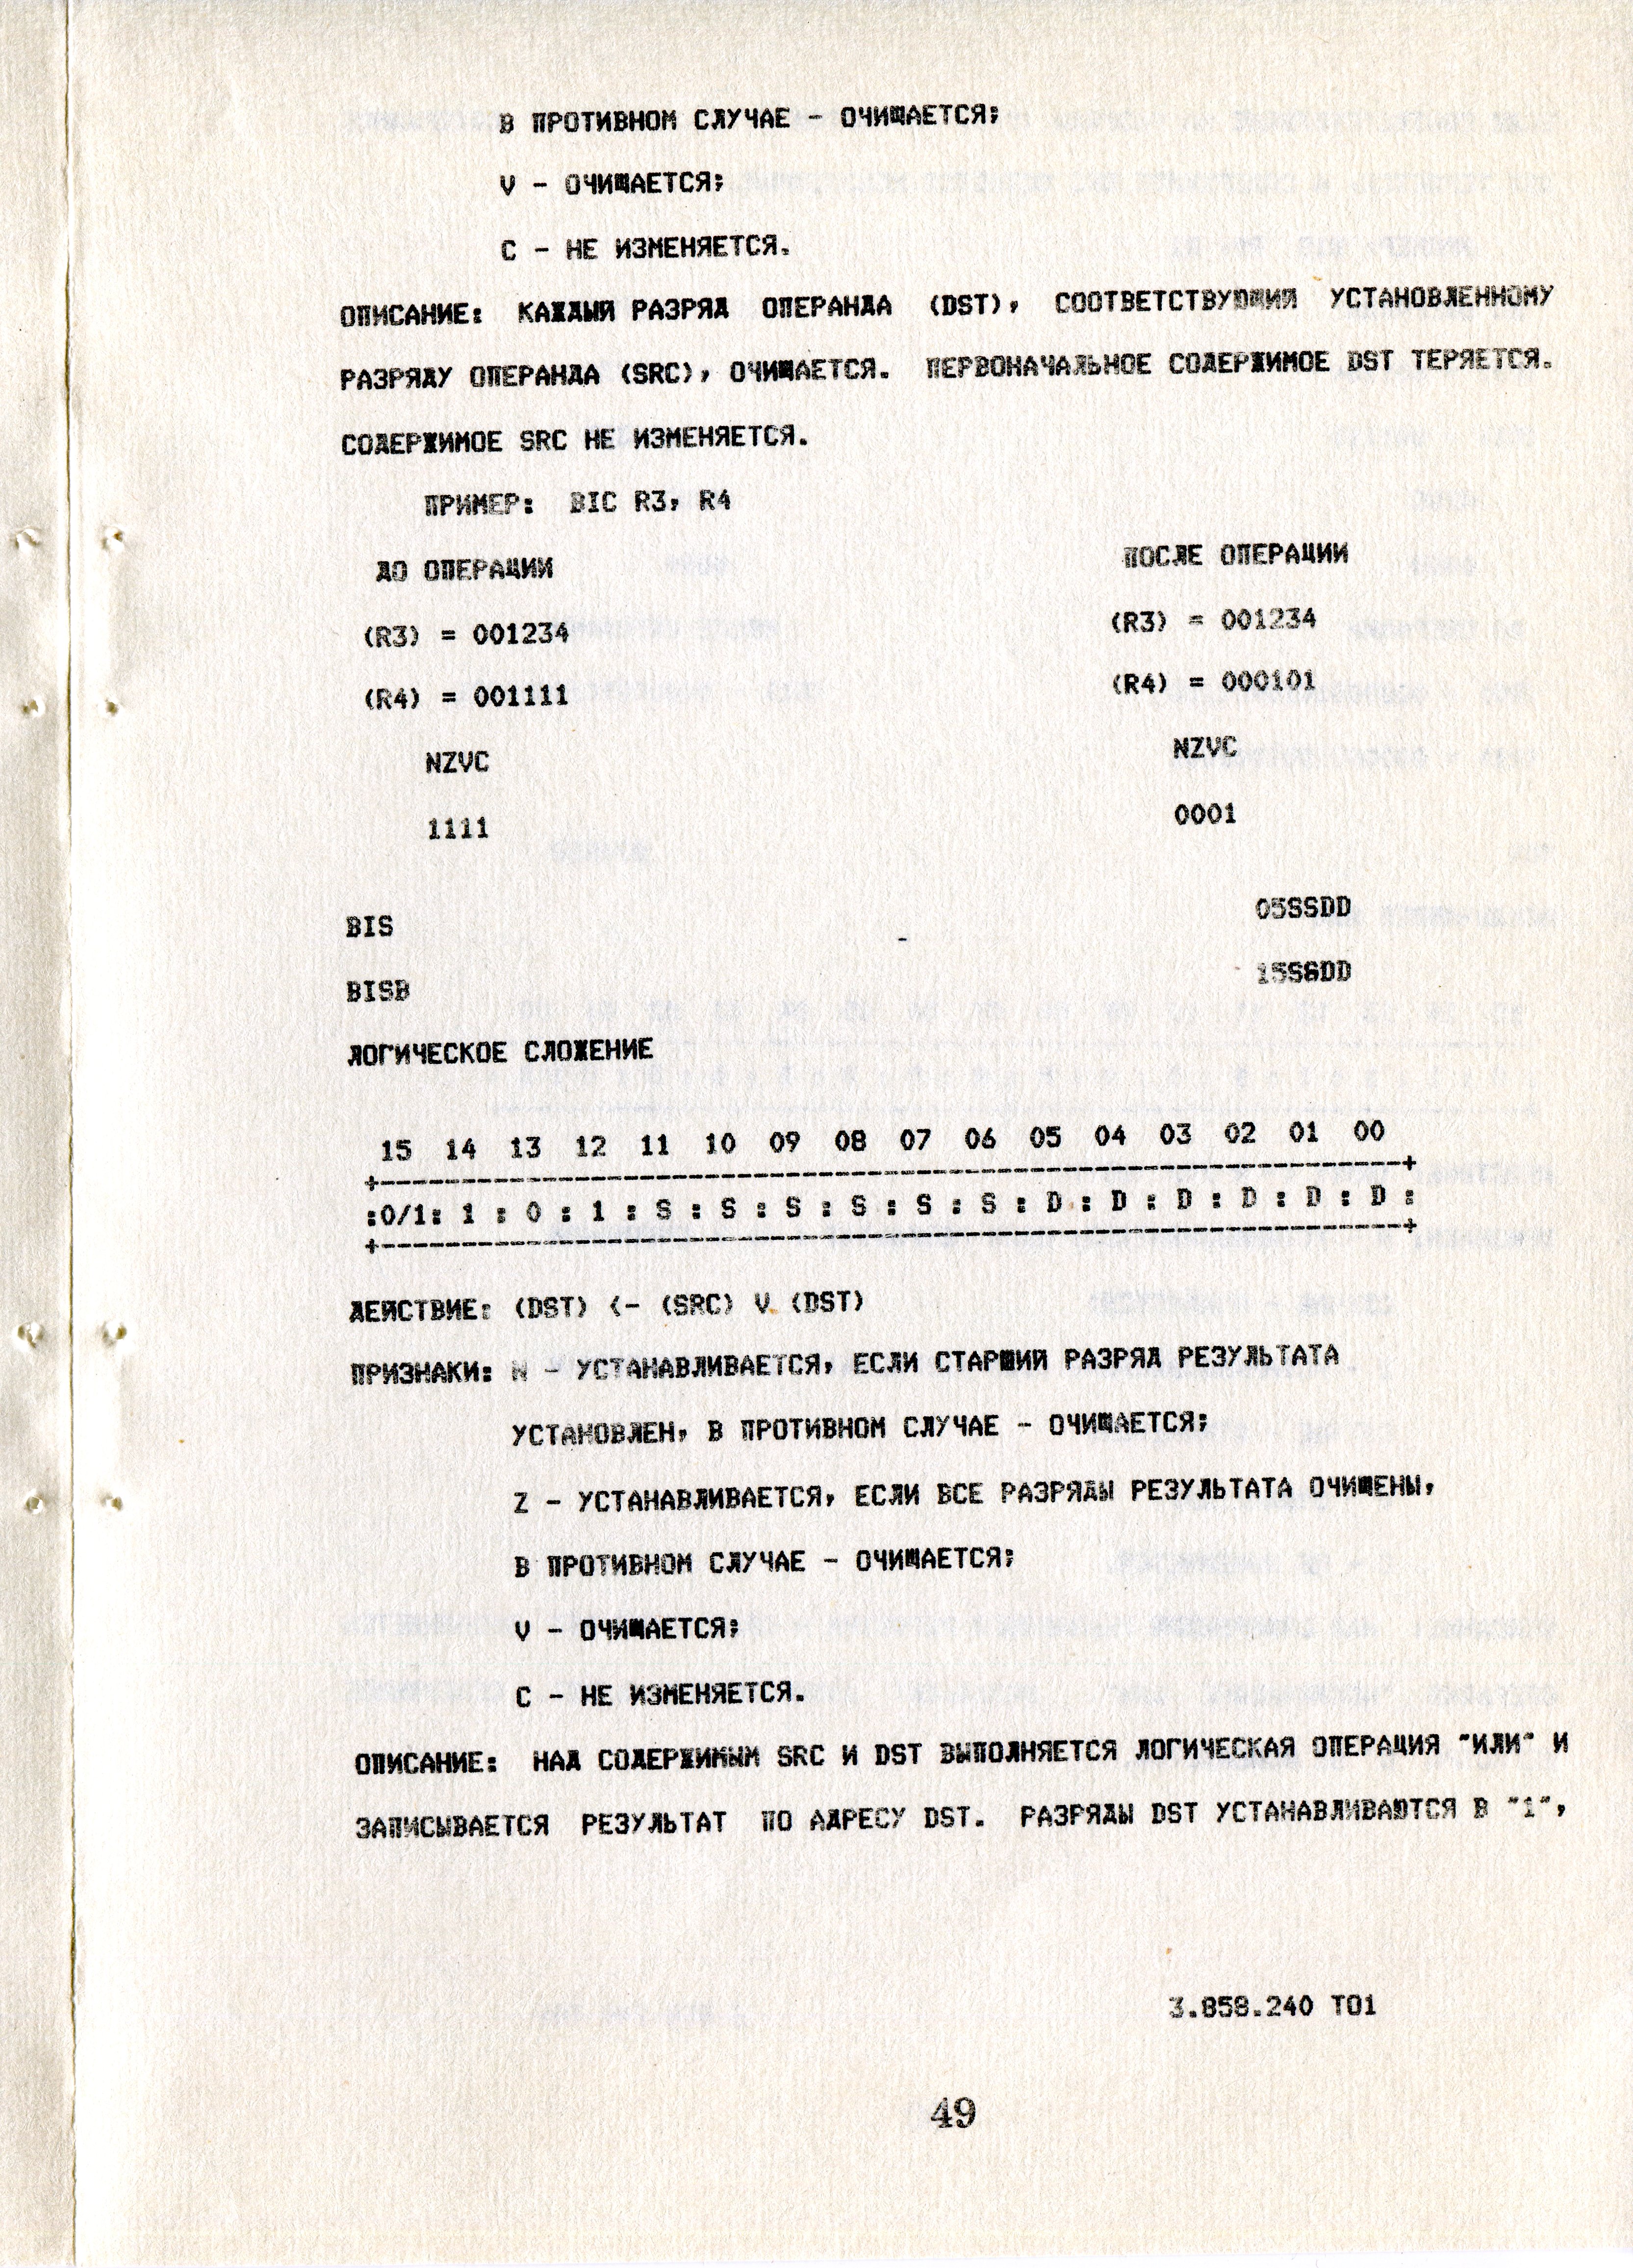 В ПРОТИВНОМ СЛУЧАЕ - ОЧИЩАЕТСЯ;
V - ОЧИЩАЕТСЯ;
C - НЕ ИЗМЕНЯЕТСЯ.
ОПИСАНИЕ: КАЖДЫЙ РАЗРЯД ОПЕРАНДА (DST), СООТВЕТСТВУЮЩИЙ УСТАНОВЛЕННОМУ
РАЗРЯДУ ОПЕРАНДА (SRC), ОЧИЩАЕТСЯ. ПЕРВОНАЧАЛЬНОЕ СОДЕРЖИМОЕ DST ТЕРЯЕТСЯ.
СОДЕРЖИМОЕ SRC НЕ ИЗМЕНЯЕТСЯ.
ПРИМЕР: BIC R3, R4
ДО ОПЕРАЦИИ ПОСЛЕ ОПЕРАЦИИ
(R3) = 001234 (R3) = 001234
(R4) = 001111 (R4) = 000101
NZVC NZVC
1111 0001
BIS 05SSDD
BISB 15SSDD
ЛОГИЧЕСКОЕ СЛОЖЕНИЕ
15 14 13 12 11 10 09 08 07 06 05 04 03 02 01 00
+---------------------------------------------------------------+
:0/1: 1 : 0 : 1 : S : S : S : S : S : S : D : D : D : D : D : D :
+---------------------------------------------------------------+
ДЕЙСТВИЕ: (DST) <- (SRC) V (DST)
ПРИЗНАКИ: N - УСТАНАВЛИВАЕТСЯ, ЕСЛИ СТАРШИЙ РАЗРЯД РЕЗУЛЬТАТА
УСТАНОВЛЕН, В ПРОТИВНОМ СЛУЧАЕ - ОЧИЩАЕТСЯ;
Z - УСТАНАВЛИВАЕТСЯ, ЕСЛИ ВСЕ РАЗРЯДЫ РЕЗУЛЬТАТА ОЧИЩЕНЫ,
В ПРОТИВНОМ СЛУЧАЕ - ОЧИЩАЕТСЯ;
V - ОЧИЩАЕТСЯ;
C - НЕ ИЗМЕНЯЕТСЯ.
ОПИСАНИЕ: НАД СОДЕРЖИМЫМ SRC И DST ВЫПОЛНЯЕТСЯ ЛОГИЧЕСКАЯ ОПЕРАЦИЯ "ИЛИ" И
ЗАПИСЫВАЕТСЯ РЕЗУЛЬТАТ ПО АДРЕСУ DST. РАЗРЯДЫ DST УСТАНАВЛИВАЮТСЯ В "1",
3.858.240 ТО1
49